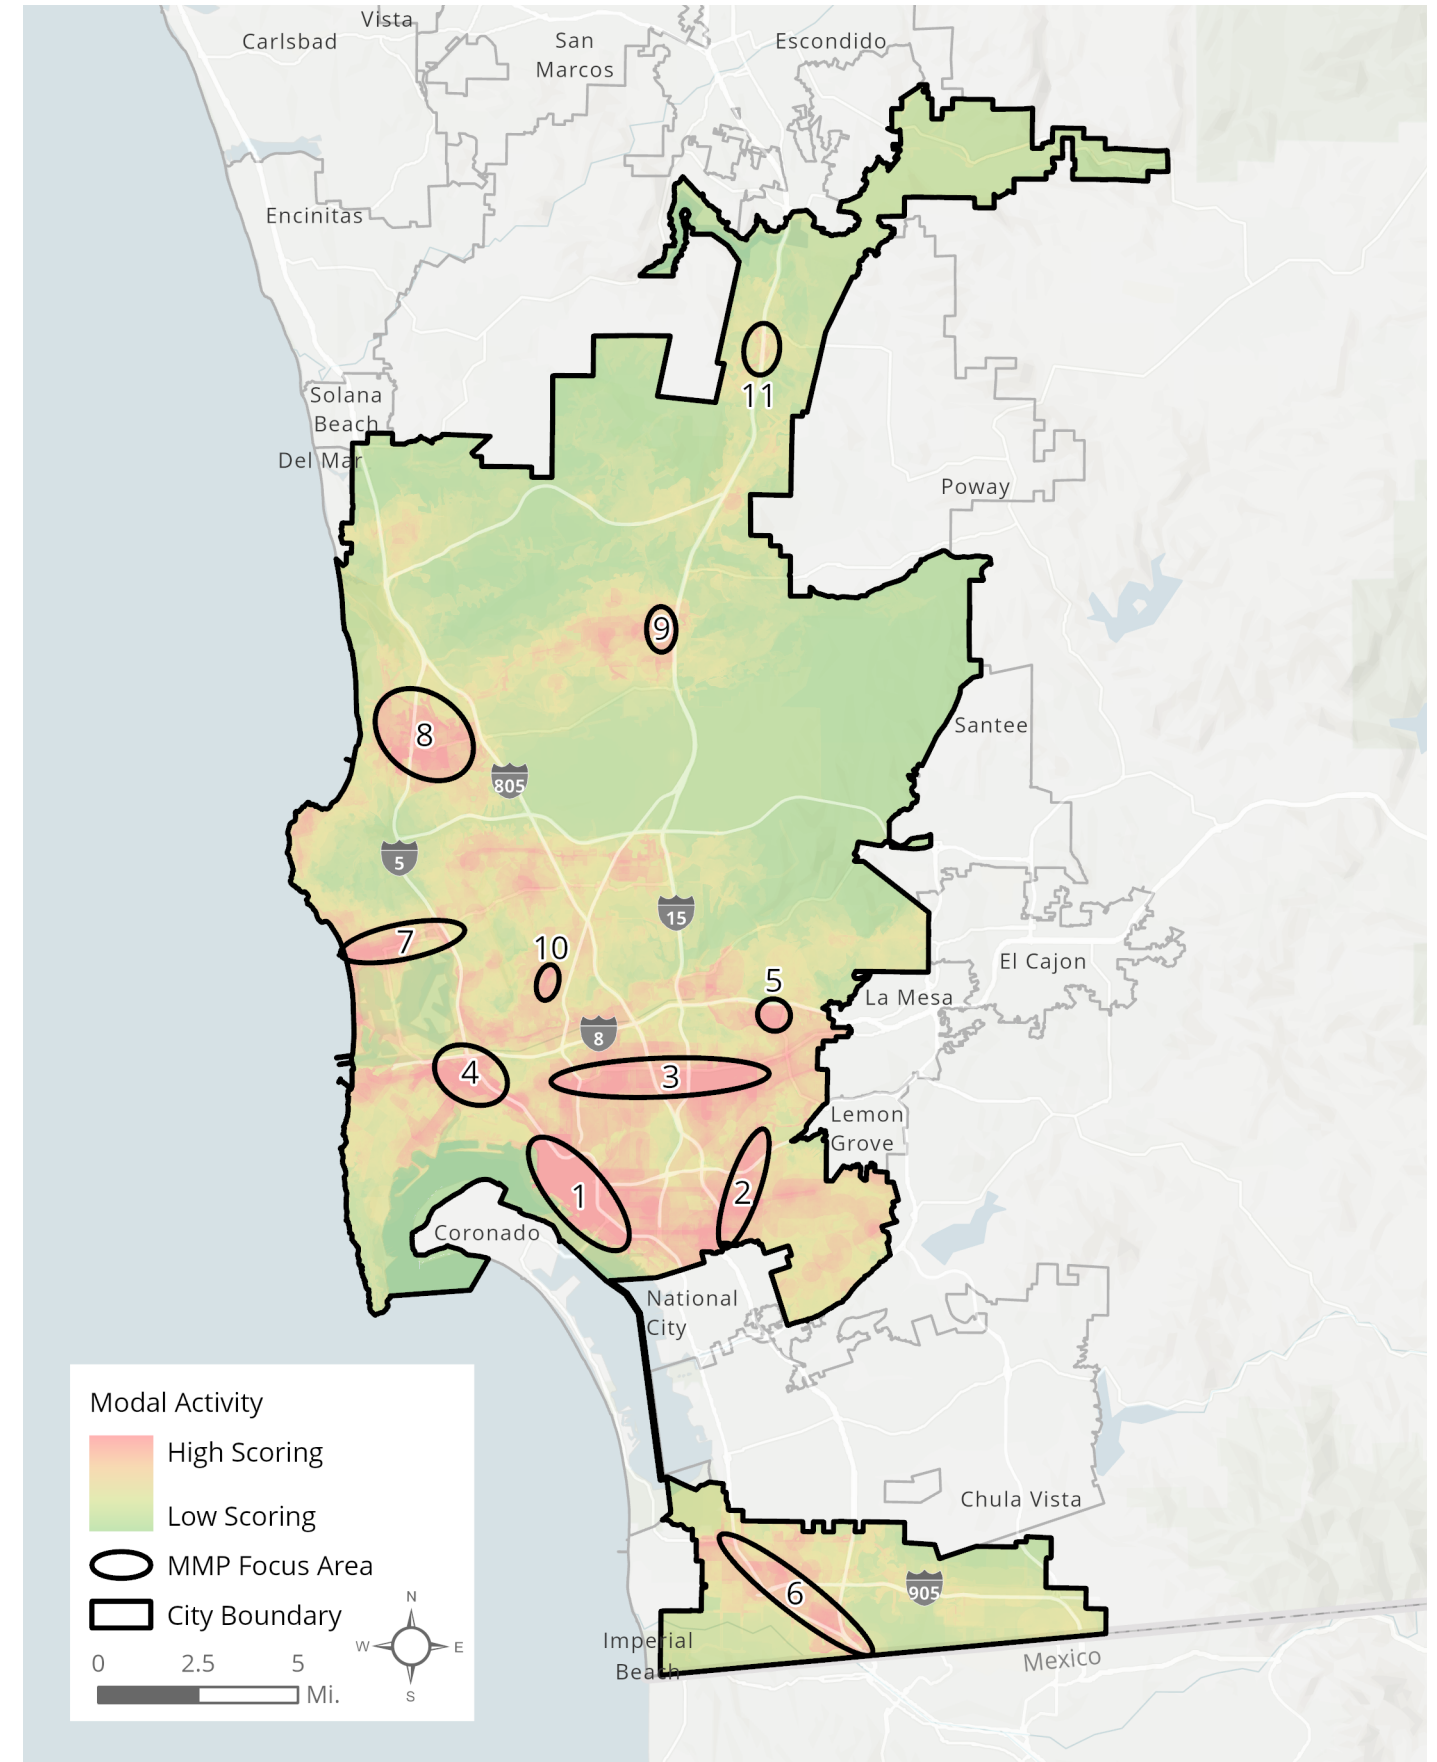 Vista
Carlsbad
San
Marcos
Escondido
Encinitas
Solana
Beach
11
Del Mar
Poway
9
Santee
8
805
5
15
7
10
El Cajon
5
La Mesa
8
4
3
Lemon
Grove
1
2
Coronado
National
City
Chula Vista
6
905
Imperial
Beach
Mexico
Modal Activity
High Scoring
Low Scoring
MMP Focus Area
City Boundary
N
W
E
S
0 2.5 5
Mi.